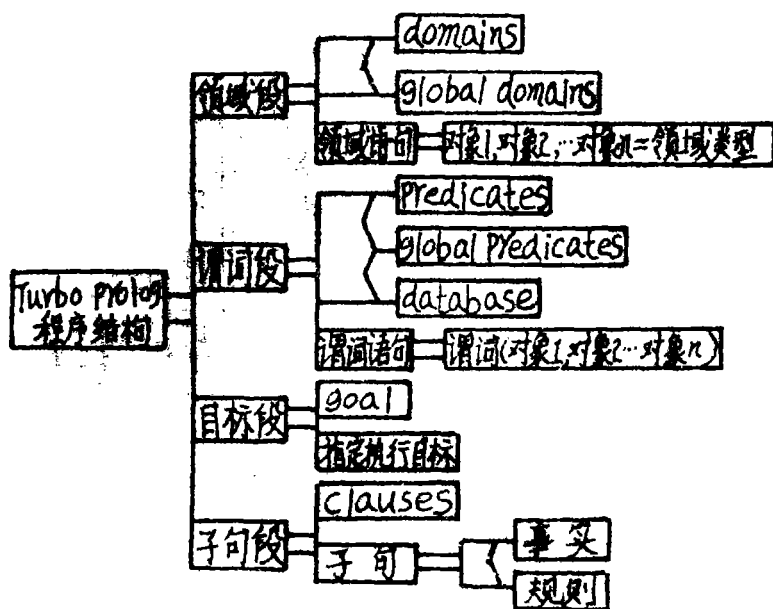 domains
global domains
领域段
领域语句
对象1,对象2,…对象n=领域类型
predicates
global predicates
谓词段
database
Turbo prolog
程序结构
谓词语句
谓词(对象1,对象2…对象n)
goal
目标段
指定执行目标
clauses
子句段
子句
事实
规则